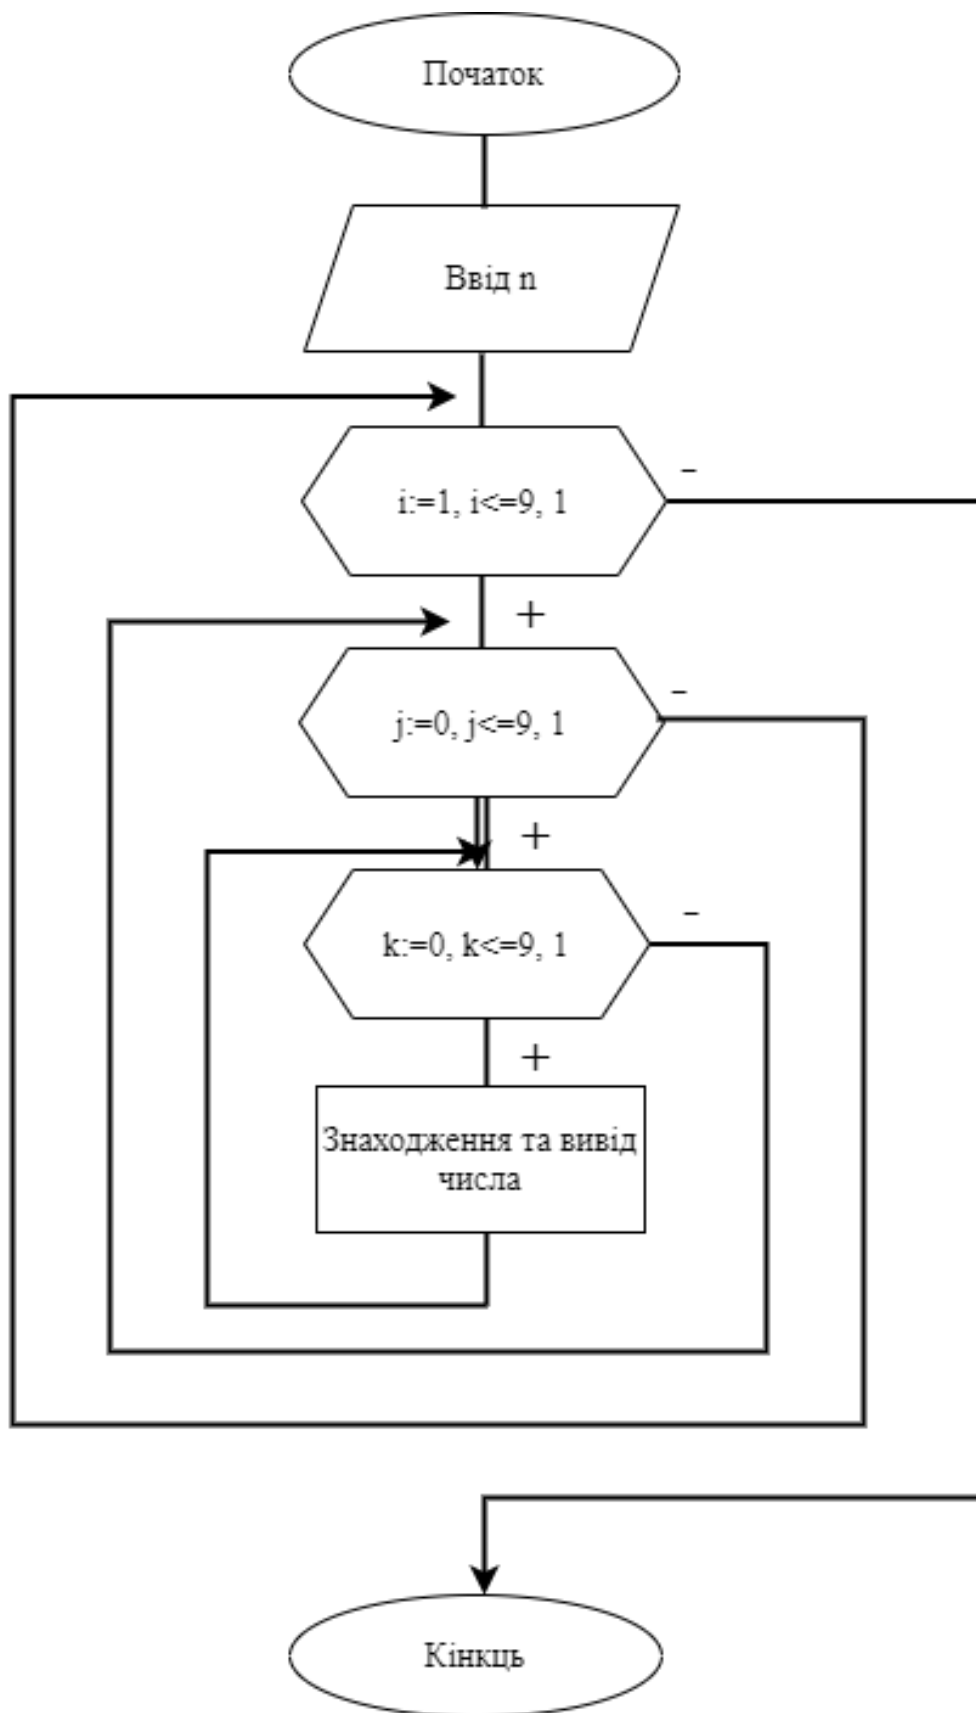 Початок
Ввід n
i:=1, i<=9, 1
-
+
j:=0, j<=9, 1
-
+
k:=0, k<=9, 1
-
+
Знаходження та вивід
числа
Кінкць